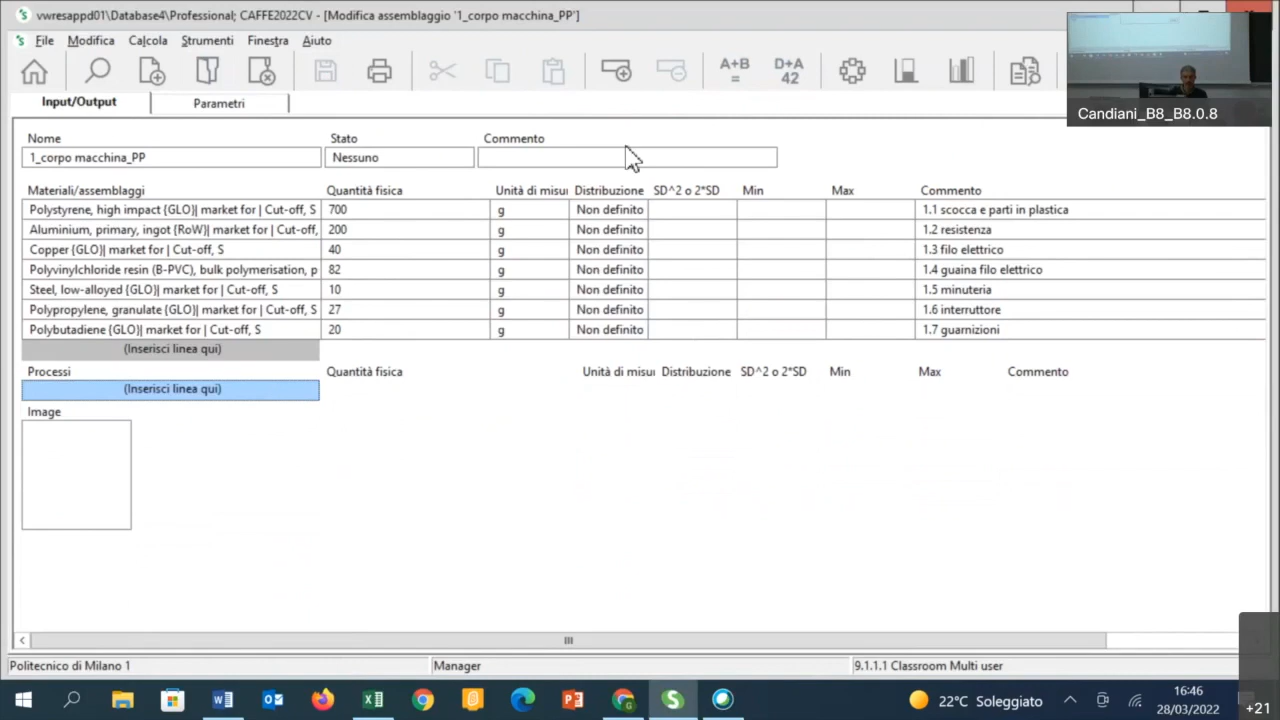 vwresappd01\Database4\Professional; CAFFE2022CV - [Modifica assemblaggio '1_corpo macchina_PP']
File Modifica Calcola Strumenti Finestra Aiuto
A+B
=
D+A
42
Candiani_B8_B8.0.8
Input/Output Parametri
Nome Stato Commento
1_corpo macchina_PP Nessuno
Materiali/assemblaggi Quantità fisica Unità di misu Distribuzione SD^2 o 2*SD Min Max Commento
Polystyrene, high impact {GLO}| market for | Cut-off, S 700 g Non definito 1.1 scocca e parti in plastica
Aluminium, primary, ingot {RoW}| market for | Cut-off, 200 g Non definito 1.2 resistenza
Copper {GLO}| market for | Cut-off, S 40 g Non definito 1.3 filo elettrico
Polyvinylchloride resin (B-PVC), bulk polymerisation, p 82 g Non definito 1.4 guaina filo elettrico
Steel, low-alloyed {GLO}| market for | Cut-off, S 10 g Non definito 1.5 minuteria
Polypropylene, granulate {GLO}| market for | Cut-off, S 27 g Non definito 1.6 interruttore
Polybutadiene {GLO}| market for | Cut-off, S 20 g Non definito 1.7 guarnizioni
(Inserisci linea qui)
Processi Quantità fisica Unità di misu Distribuzione SD^2 o 2*SD Min Max Commento
(Inserisci linea qui)
Image
Politecnico di Milano 1 Manager 9.1.1.1 Classroom Multi user
22°C Soleggiato
16:46
28/03/2022
+21